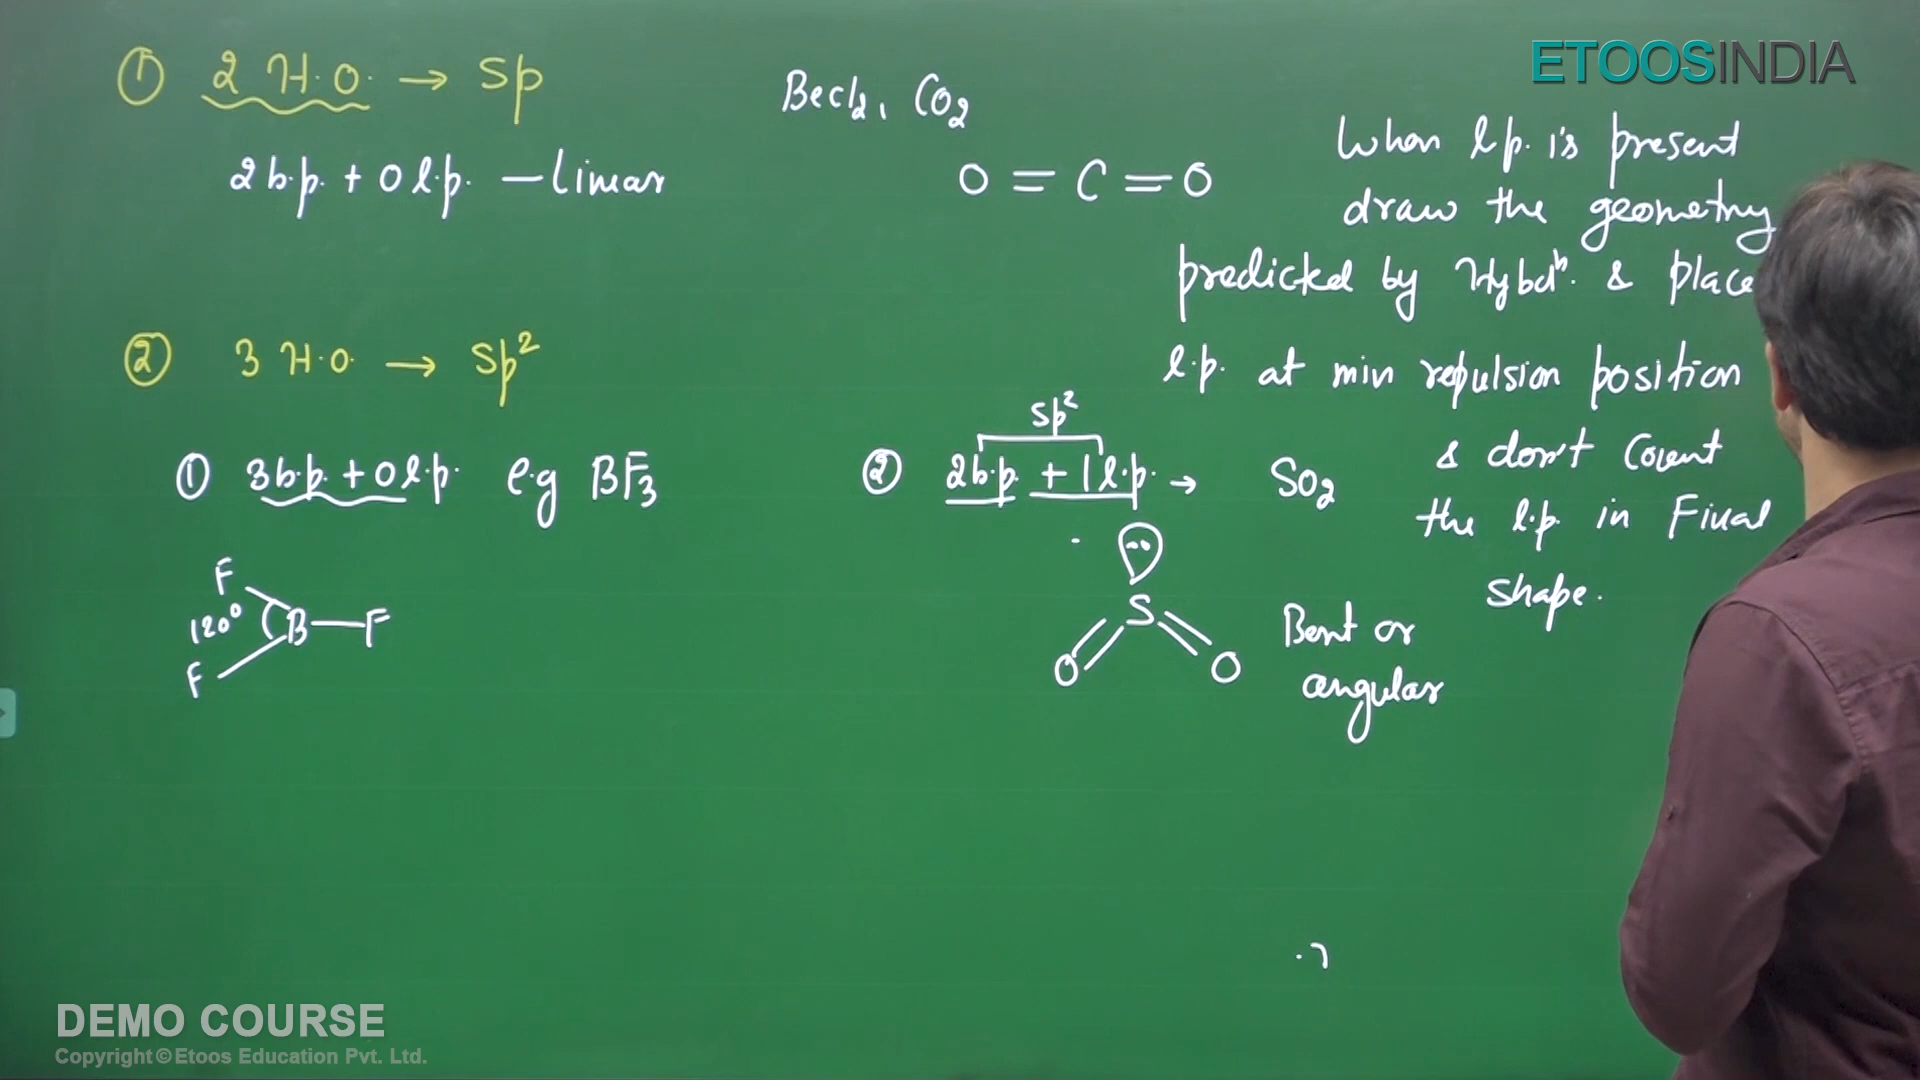 ETOOSINDIA
① 2 H.O. → Sp
2 b.p. + 0 l.p. – Linear
Becl₂, CO₂
O = C = O
When l.p. is present
draw the geometry
predicted by Hybdⁿ. & place
l.p. at min repulsion position
& don't Count
the l.p. in Final
shape.
② 3 H.O. → Sp²
① 3b.p. + 0l.p. e.g BF₃
F
120° B – F
F
Sp²
② 2b.p. + 1 l.p. → SO₂
S
O O
Bent or
angular
DEMO COURSE
Copyright © Etoos Education Pvt. Ltd.